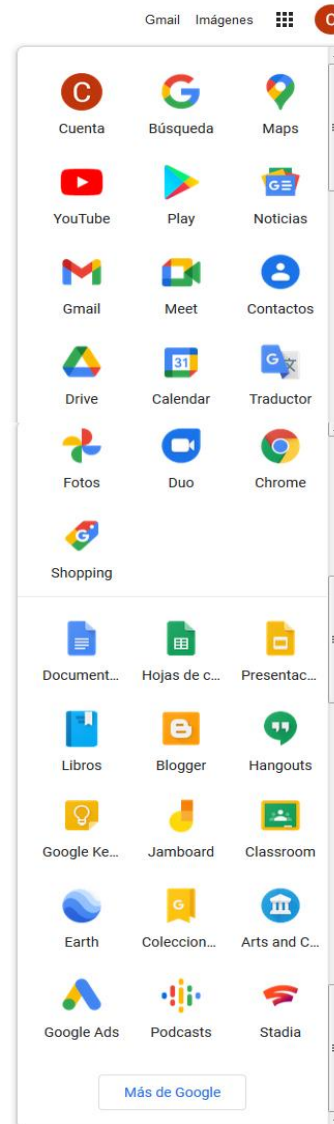 Gmail Imágenes
C
C
Cuenta Búsqueda Maps
YouTube Play Noticias
Gmail Meet Contactos
31
Drive Calendar Traductor
Fotos Duo Chrome
Shopping
Document... Hojas de c... Presentac...
Libros Blogger Hangouts
Google Ke... Jamboard Classroom
Earth Coleccion... Arts and C...
Google Ads Podcasts Stadia
Más de Google